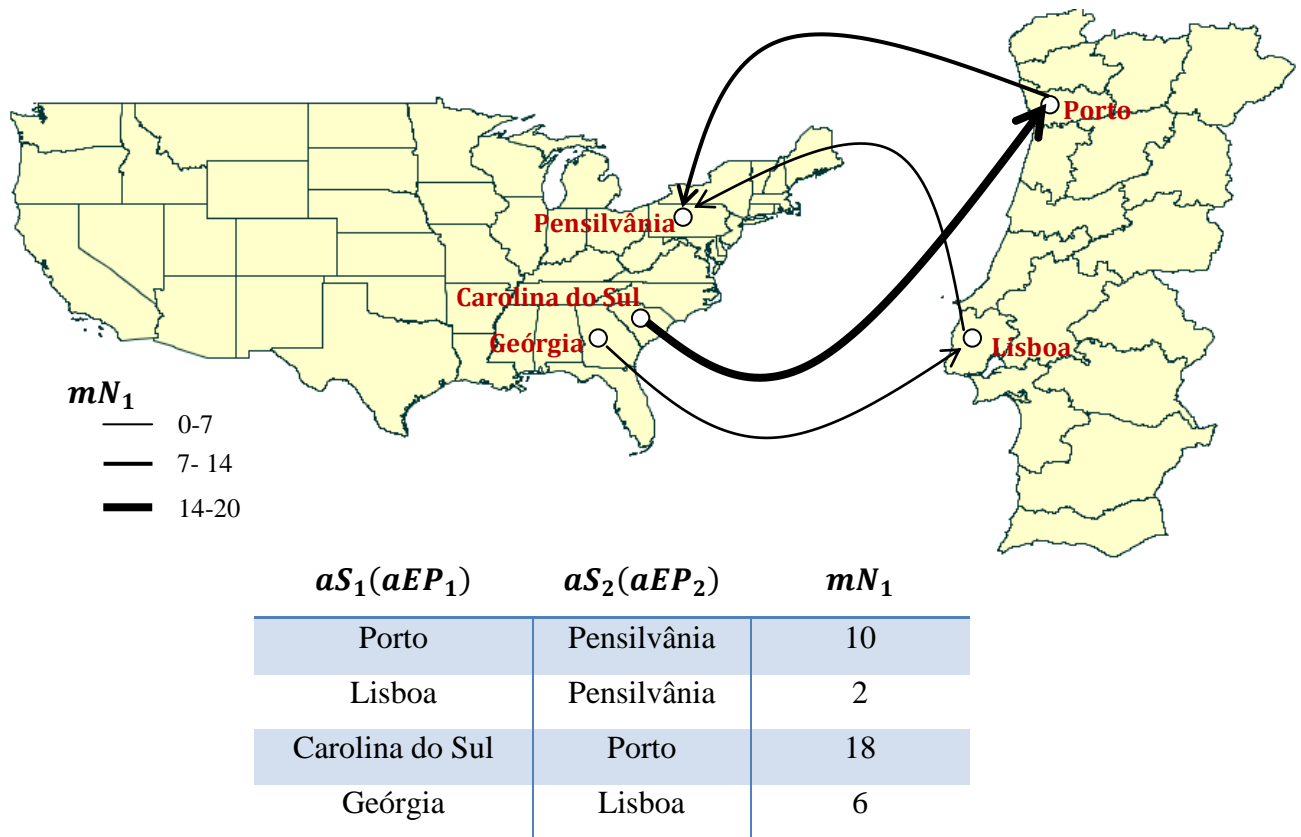 Porto
Pensilvânia
Carolina do Sul
Geórgia
Lisboa
mN₁
0-7
7- 14
14-20
aS₁(aEP₁) aS₂(aEP₂) mN₁
Porto Pensilvânia 10
Lisboa Pensilvânia 2
Carolina do Sul Porto 18
Geórgia Lisboa 6